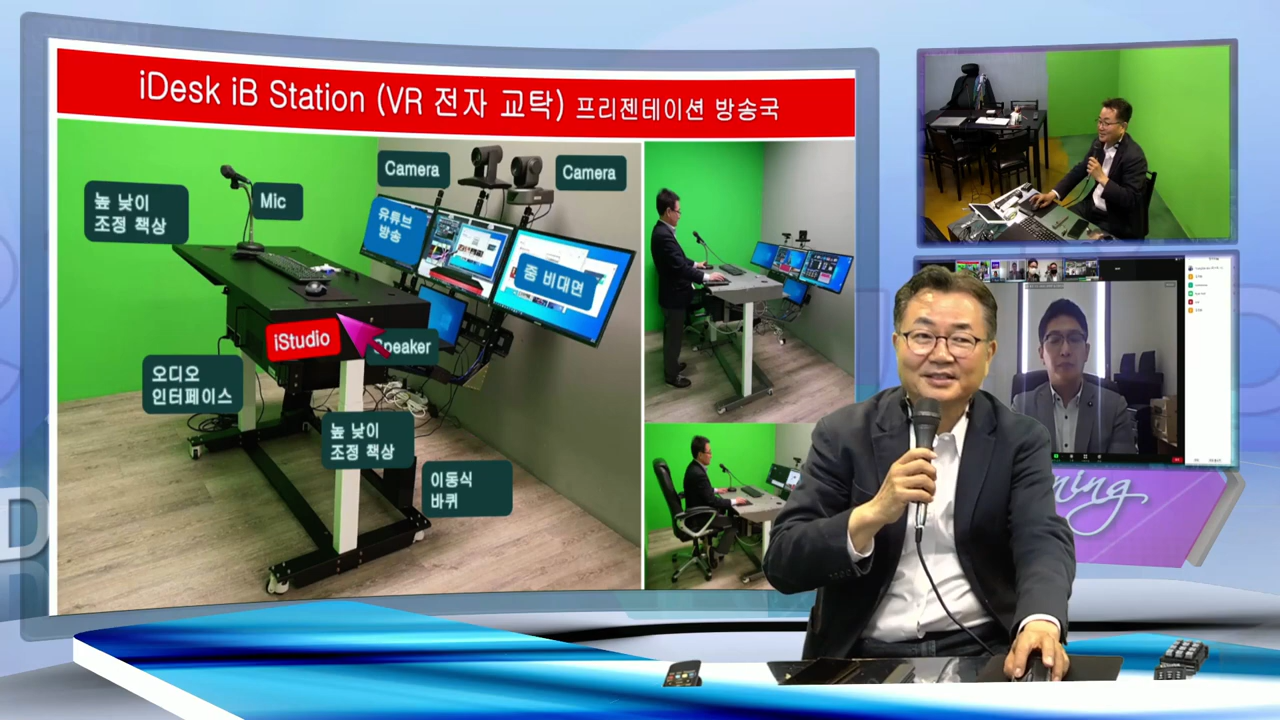 iDesk iB Station (VR 전자 교탁) 프리젠테이션 방송국
높 낮이
조정 책상
Mic
Camera
Camera
유튜브
방송
줌 비대면
iStudio
Speaker
오디오
인터페이스
높 낮이
조정 책상
이동식
바퀴
ning
D